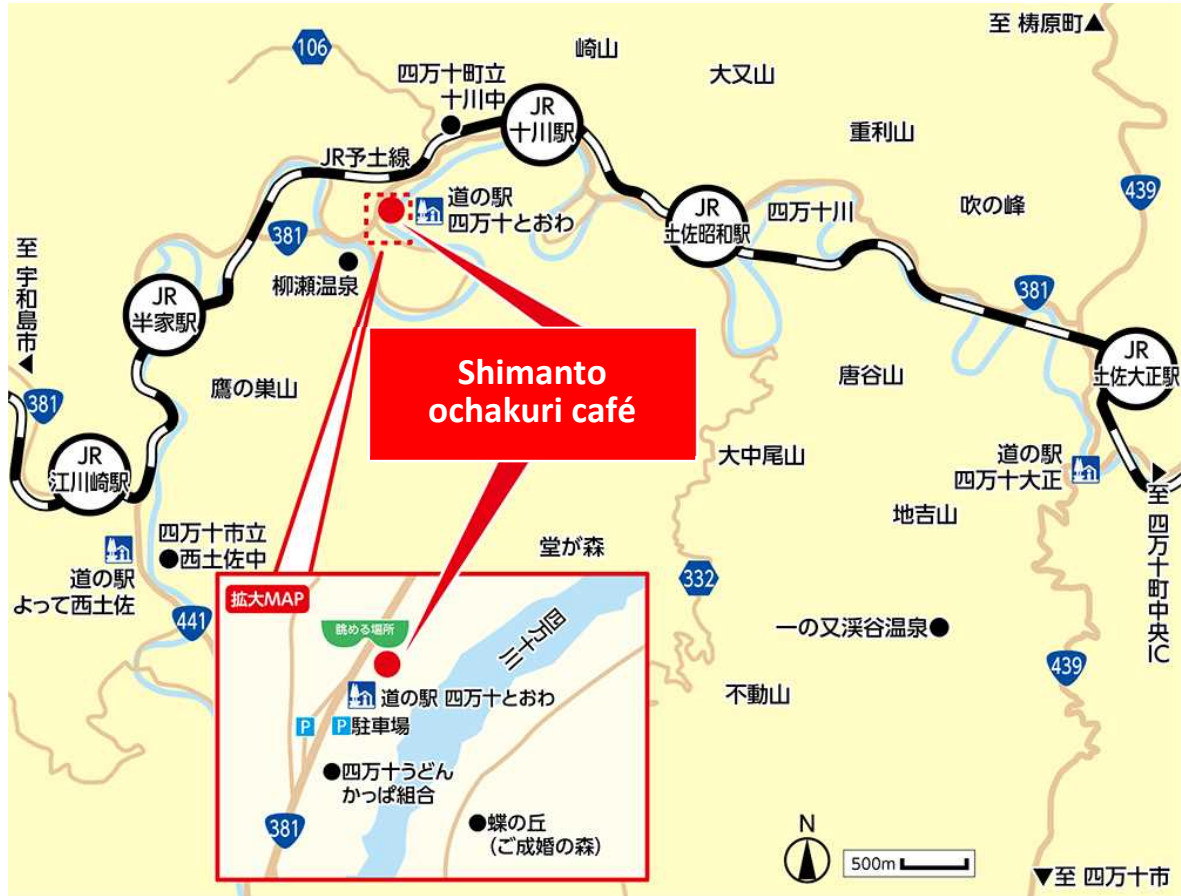 至 梼原町▲
106
崎山
四万十町立
十川中
大又山
JR
十川駅
重利山
JR予土線
439
道の駅
四万十とおわ
JR
土佐昭和駅
四万十川
吹の峰
381
至 宇和島市▼
柳瀬温泉
JR
半家駅
381
JR
土佐大正駅
Shimanto
ochakuri café
鷹の巣山
唐谷山
381
大中尾山
JR
江川崎駅
道の駅
四万十大正
▼至 四万十町中央IC
地吉山
四万十市立
西土佐中
堂が森
道の駅
よって西土佐
332
441
一の又渓谷温泉
439
不動山
拡大MAP
眺める場所
四万十川
道の駅 四万十とおわ
P P駐車場
四万十うどん
かっぱ組合
381
蝶の丘
(ご成婚の森)
N
500m
▼至 四万十市